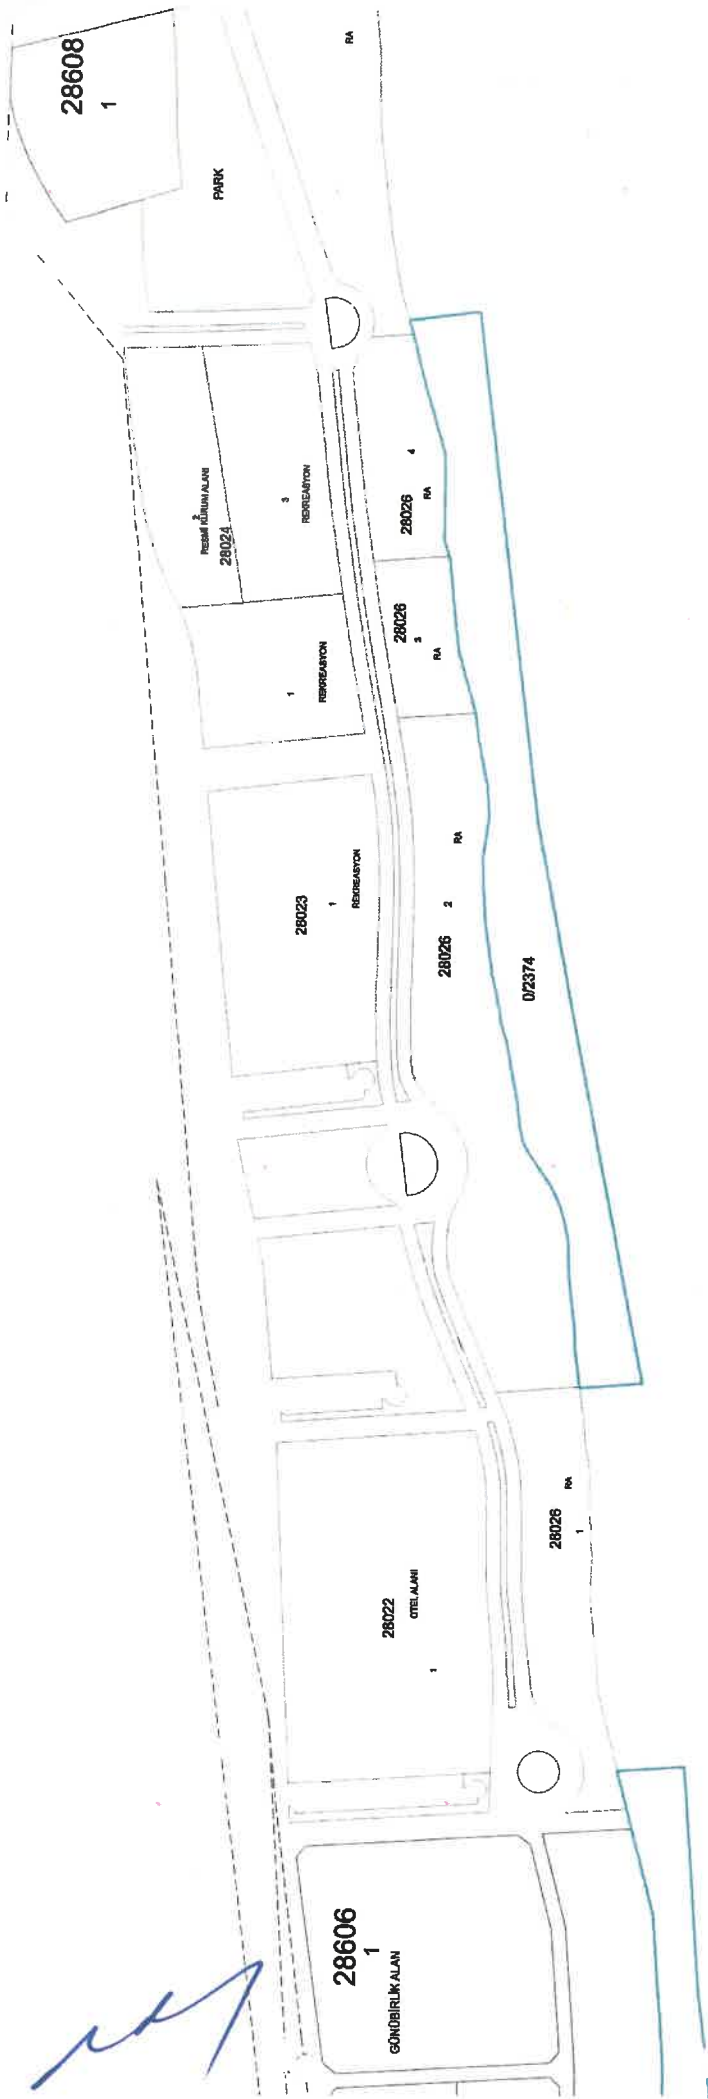 28608
1
RA
PARK
2
RESMİ KURUM ALANI
28024
3
REKREASYON
4
28026
RA
28026
3
RA
1
REKREASYON
28023
1
REKREASYON
RA
2
28026
0/2374
RA
28026
1
28022
OTEL ALANI
1
28606
1
GÜNÜBİRLİK ALAN